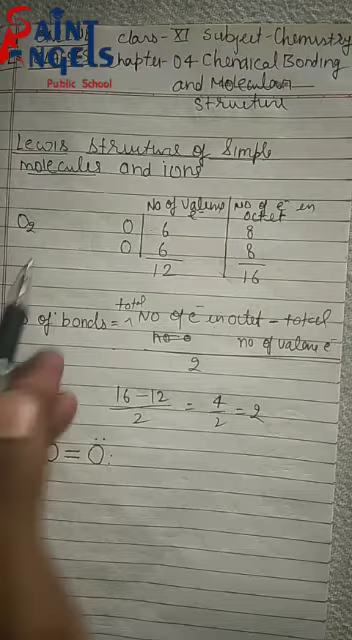 SAINT
ANGELS
Public School
Class-XI Subject-Chemistry
Chapter-04 Chemical Bonding
and Molecular
Structure
Lewis Structure of Simple
molecules and ions
No of Valence e⁻ No of e⁻ in octet
O₂ O 6 8
O 6 8
12 16
of bonds = total No of e⁻ in octet - total
no of valance e⁻
2
16-12 / 2 = 4/2 = 2
O = Ö: